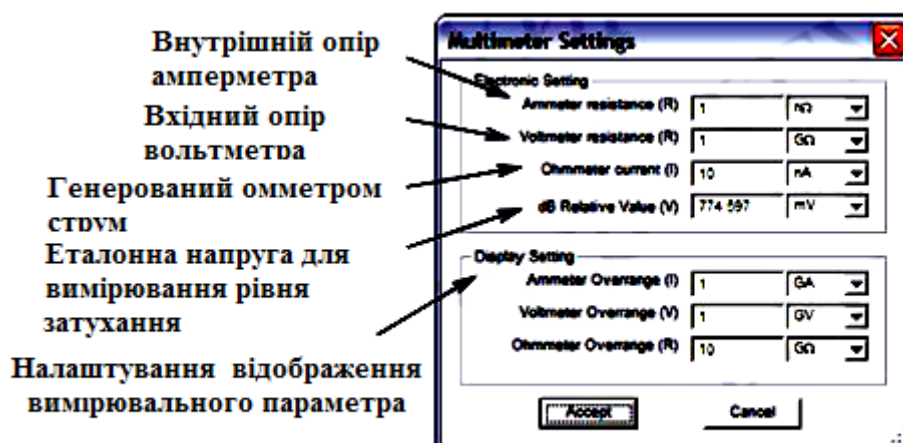 Внутрішній опір
амперметра
Вхідний опір
вольтметра
Генерований омметром
струм
Еталонна напруга для
вимірювання рівня
затухання
Налаштування відображення
вимірювального параметра
Multimeter Settings
Electronic Setting
Ammeter resistance (R) 1 nΩ
Voltmeter resistance (R) 1 GΩ
Ohmmeter current (I) 10 nA
dB Relative Value (V) 774.597 mV
Display Setting
Ammeter Overrange (I) 1 GA
Voltmeter Overrange (V) 1 GV
Ohmmeter Overrange (R) 10 GΩ
Accept Cancel